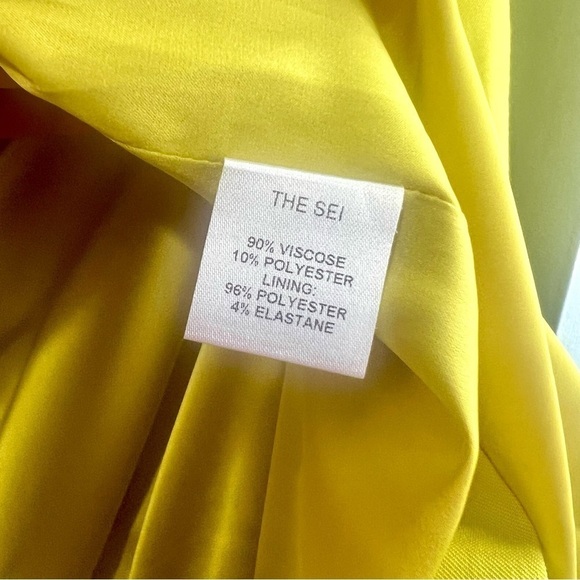 THE SEI
90% VISCOSE
10% POLYESTER
LINING:
96% POLYESTER
4% ELASTANE